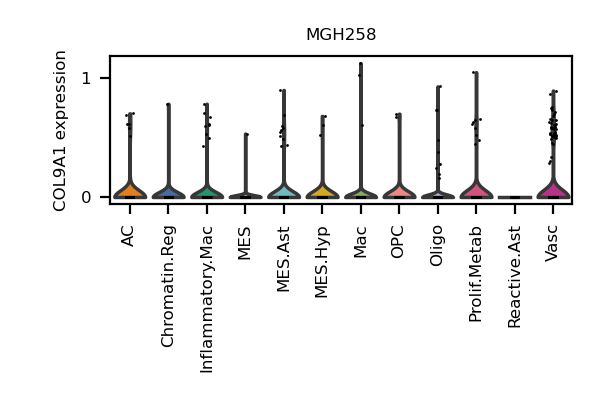 MGH258
COL9A1 expression
1
0
AC
Chromatin.Reg
Inflammatory.Mac
MES
MES.Ast
MES.Hyp
Mac
OPC
Oligo
Prolif.Metab
Reactive.Ast
Vasc